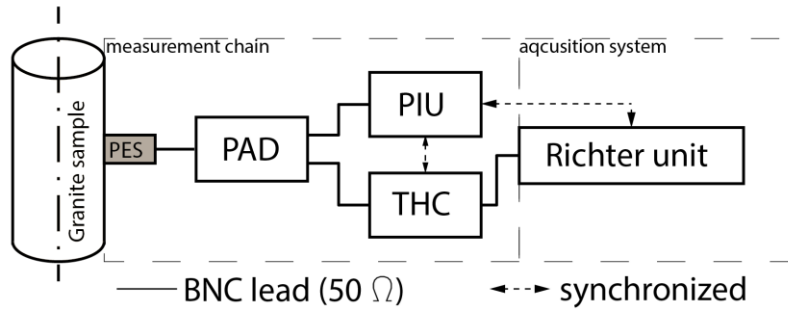 measurement chain
aqcusition system
Granite sample
PES
PAD
PIU
THC
Richter unit
BNC lead (50 Ω)
synchronized